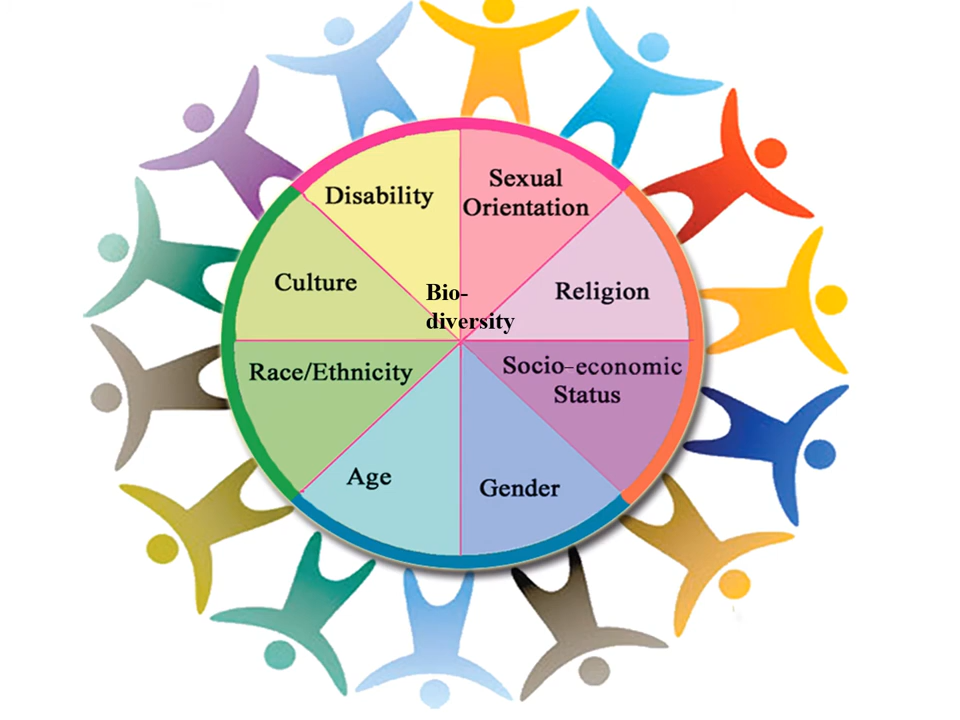 Disability
Sexual
Orientation
Culture
Bio-
diversity
Religion
Race/Ethnicity
Socio-economic
Status
Age
Gender